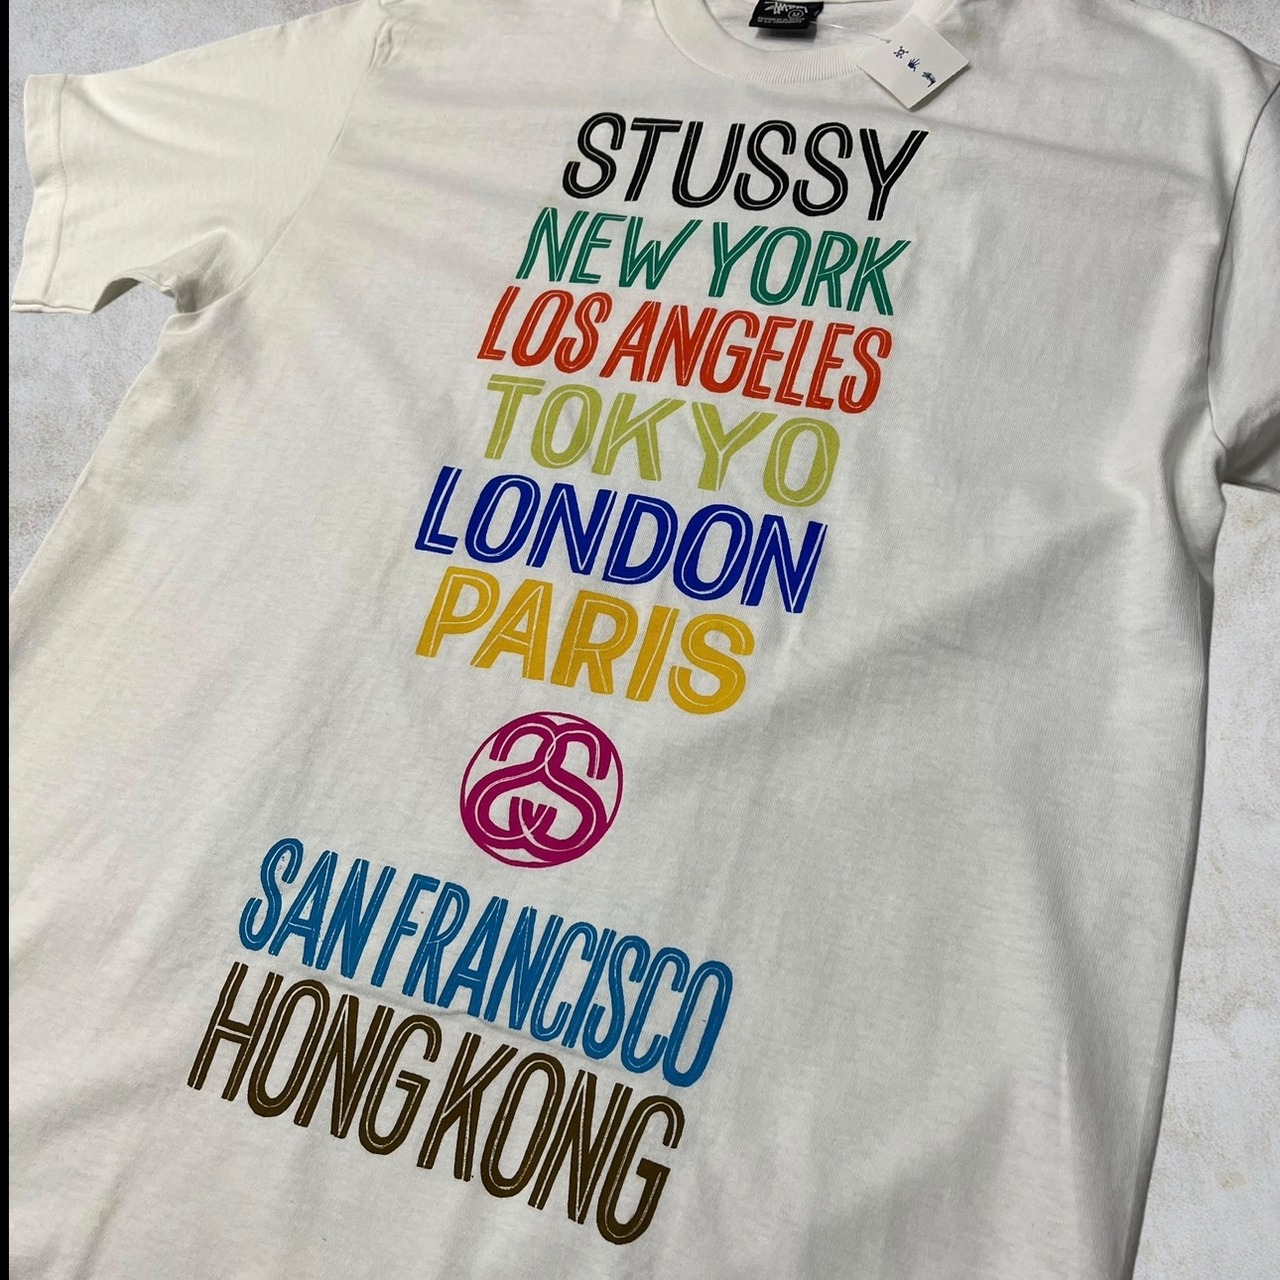 STUSSY
NEW YORK
LOS ANGELES
TOKYO
LONDON
PARIS
SAN FRANCISCO
HONG KONG